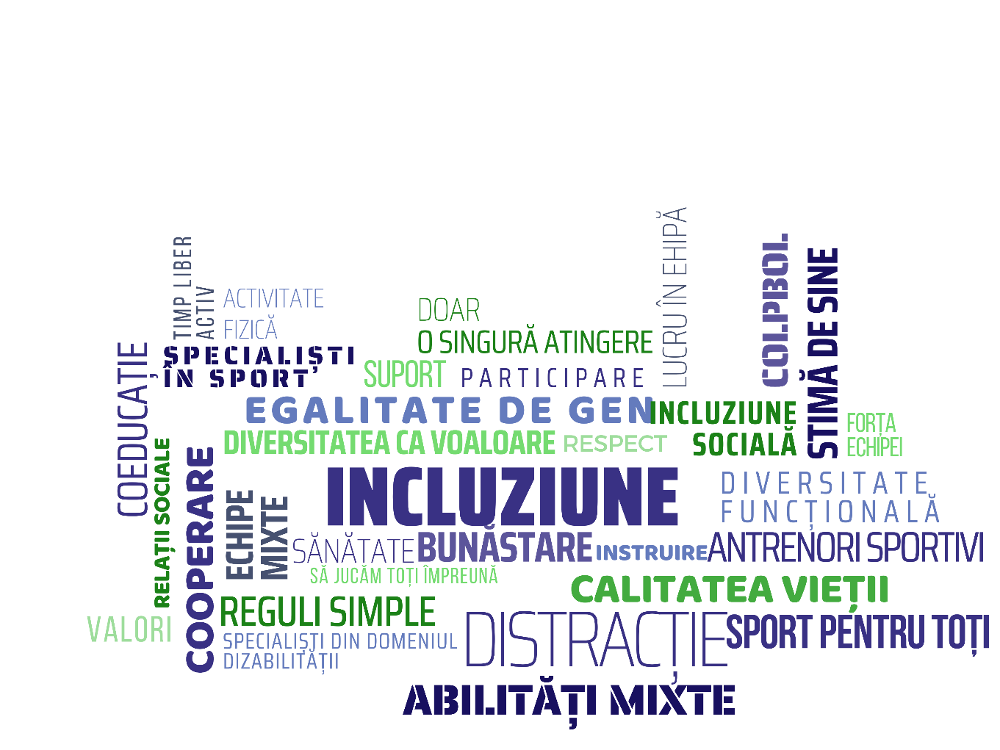 TIMP LIBER
ACTIV
ACTIVITATE
FIZICĂ
DOAR
O SINGURĂ ATINGERE
LUCRU ÎN EHIPĂ
COLPBOL
STIMĂ DE SINE
COEDUCAȚIE
SPECIALIȘTI
ÎN SPORT
SUPORT
PARTICIPARE
EGALITATE DE GEN
INCLUZIUNE
SOCIALĂ
FORȚA
ECHIPEI
DIVERSITATEA CA VOALOARE
RESPECT
RELAȚII SOCIALE
COOPERARE
ECHIPE
MIXTE
INCLUZIUNE
DIVERSITATE
FUNCȚIONALĂ
SĂNĂTATE
BUNĂSTARE
INSTRUIRE
ANTRENORI SPORTIVI
SĂ JUCĂM TOȚI ÎMPREUNĂ
CALITATEA VIEȚII
VALORI
REGULI SIMPLE
SPECIALIȘTI DIN DOMENIUL
DIZABILITĂȚII
DISTRACȚIE
SPORT PENTRU TOȚI
ABILITĂȚI MIXTE